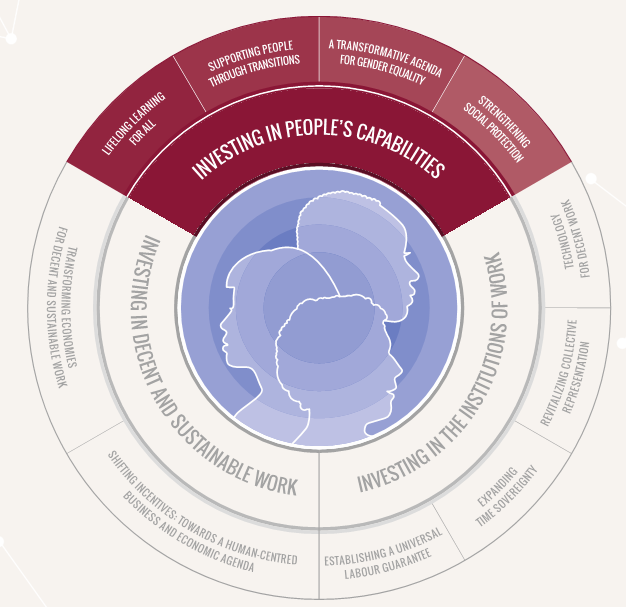 LIFELONG LEARNING
FOR ALL
SUPPORTING PEOPLE
THROUGH TRANSITIONS
A TRANSFORMATIVE AGENDA
FOR GENDER EQUALITY
STRENGTHENING
SOCIAL PROTECTION
INVESTING IN PEOPLE'S CAPABILITIES
TECHNOLOGY
FOR DECENT WORK
REVITALIZING COLLECTIVE
REPRESENTATION
EXPANDING
TIME SOVEREIGNTY
ESTABLISHING A UNIVERSAL
LABOUR GUARANTEE
INVESTING IN THE INSTITUTIONS OF WORK
TRANSFORMING ECONOMIES
FOR DECENT AND SUSTAINABLE WORK
SHIFTING INCENTIVES: TOWARDS A HUMAN-CENTRED
BUSINESS AND ECONOMIC AGENDA
INVESTING IN DECENT AND SUSTAINABLE WORK